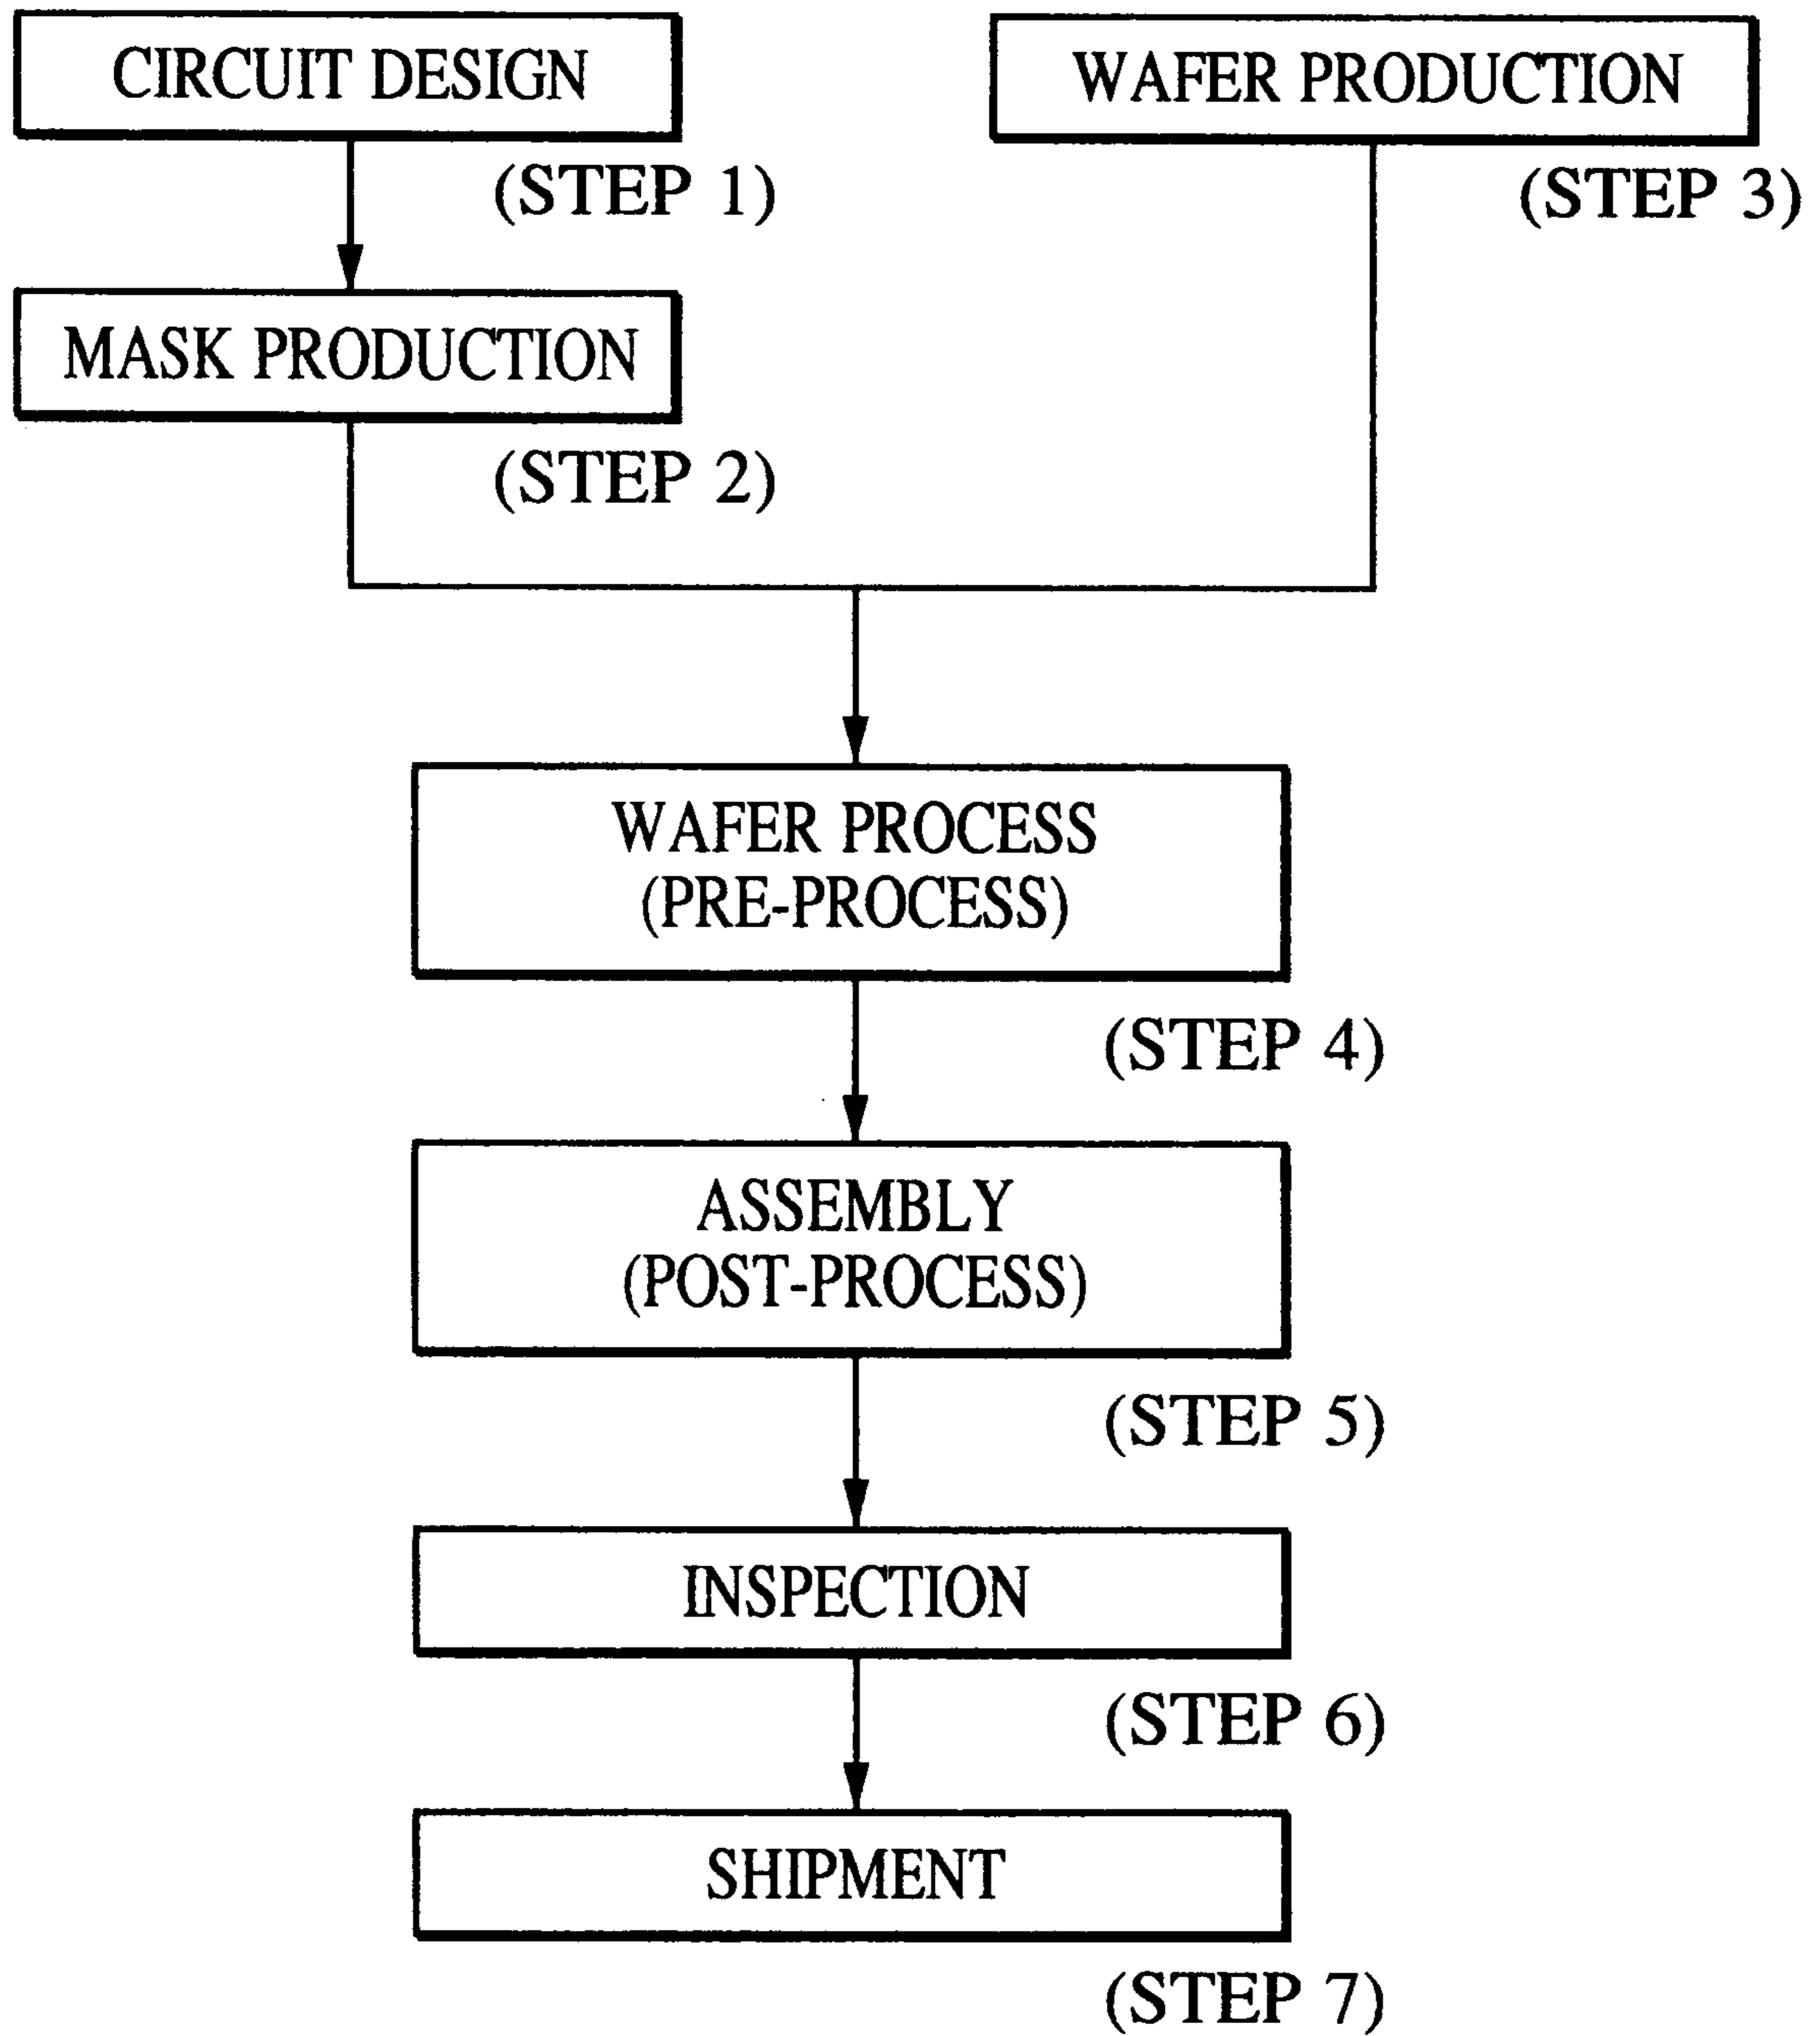 CIRCUIT DESIGN
(STEP 1)
MASK PRODUCTION
(STEP 2)
WAFER PRODUCTION
(STEP 3)
WAFER PROCESS
(PRE-PROCESS)
(STEP 4)
ASSEMBLY
(POST-PROCESS)
(STEP 5)
INSPECTION
(STEP 6)
SHIPMENT
(STEP 7)